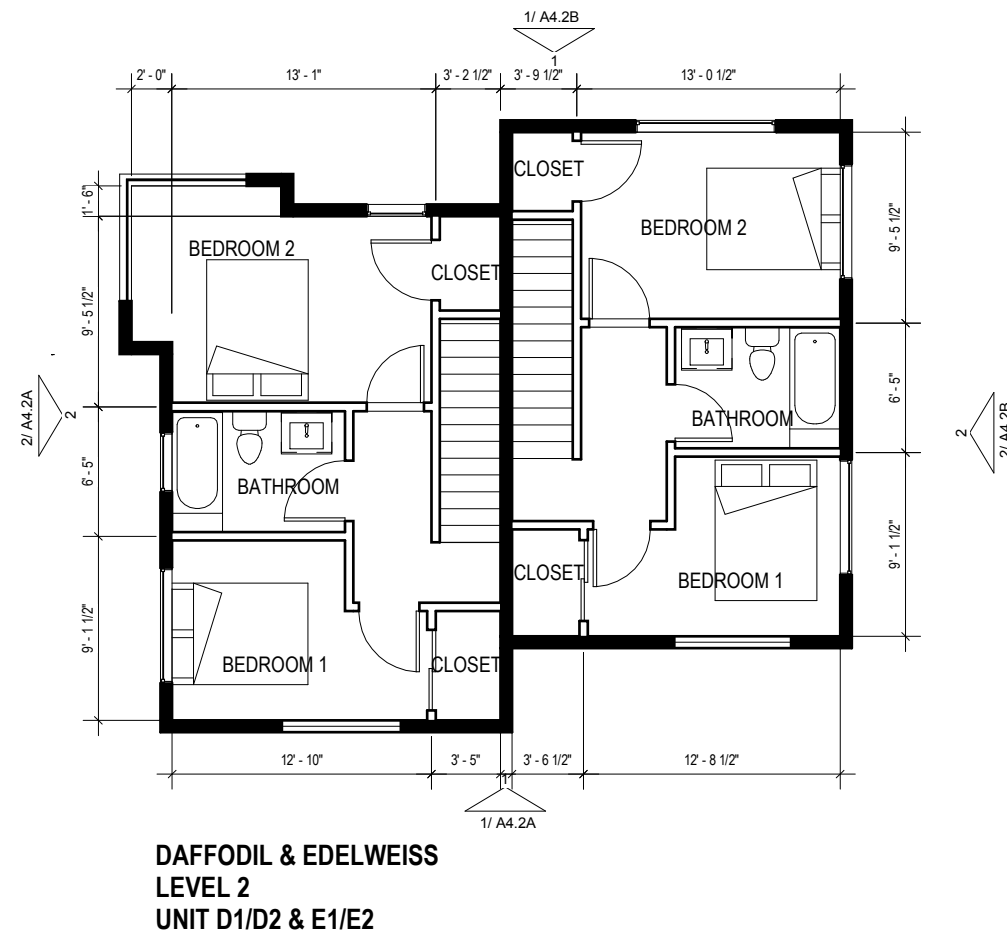 1/ A4.2B
1
2' - 0"
13' - 1"
3' - 2 1/2"
3' - 9 1/2"
13' - 0 1/2"
CLOSET
1' - 6"
BEDROOM 2
BEDROOM 2
9' - 5 1/2"
CLOSET
9' - 5 1/2"
2/ A4.2A
2
6' - 5"
BATHROOM
2
2/ A4.2B
6' - 5"
BATHROOM
9' - 1 1/2"
CLOSET
BEDROOM 1
9' - 1 1/2"
BEDROOM 1
CLOSET
12' - 10"
3' - 5"
3' - 6 1/2"
12' - 8 1/2"
1
1/ A4.2A
DAFFODIL & EDELWEISS
LEVEL 2
UNIT D1/D2 & E1/E2